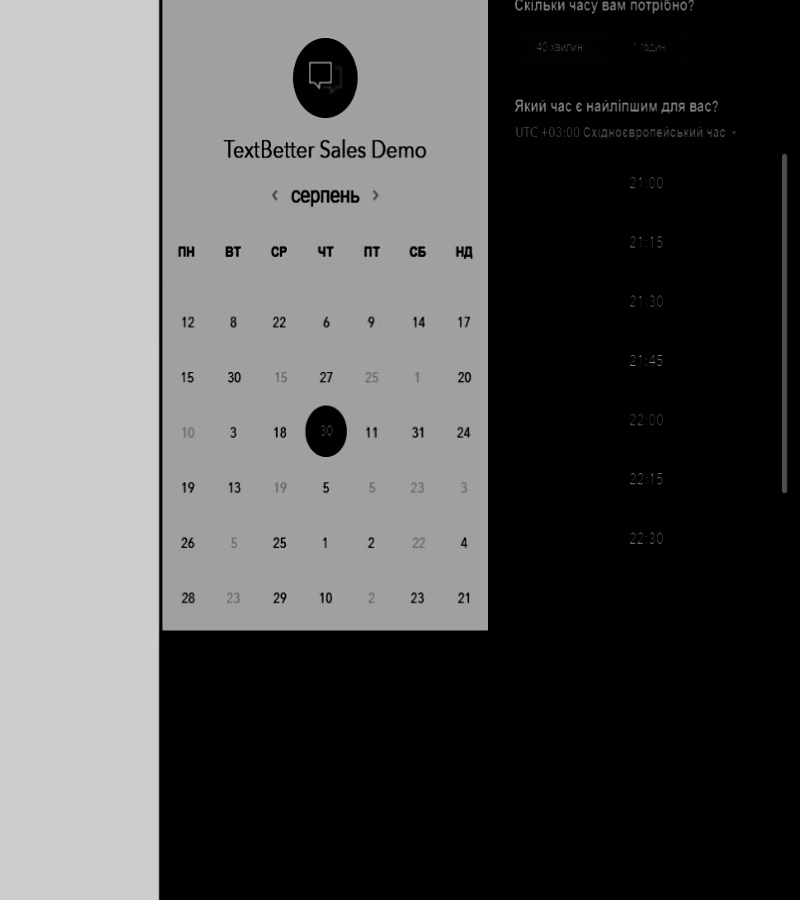 TextBetter Sales Demo
‹ серпень ›
ПН ВТ СР ЧТ ПТ СБ НД
12 8 22 6 9 14 17
15 30 15 27 25 1 20
10 3 18 30 11 31 24
19 13 19 5 5 23 3
26 5 25 1 2 22 4
28 23 29 10 2 23 21
Скільки часу вам потрібно?
40 хвилин 1 годин
Який час є найліпшим для вас?
UTC +03:00 Східноєвропейський час
21:00
21:15
21:30
21:45
22:00
22:15
22:30